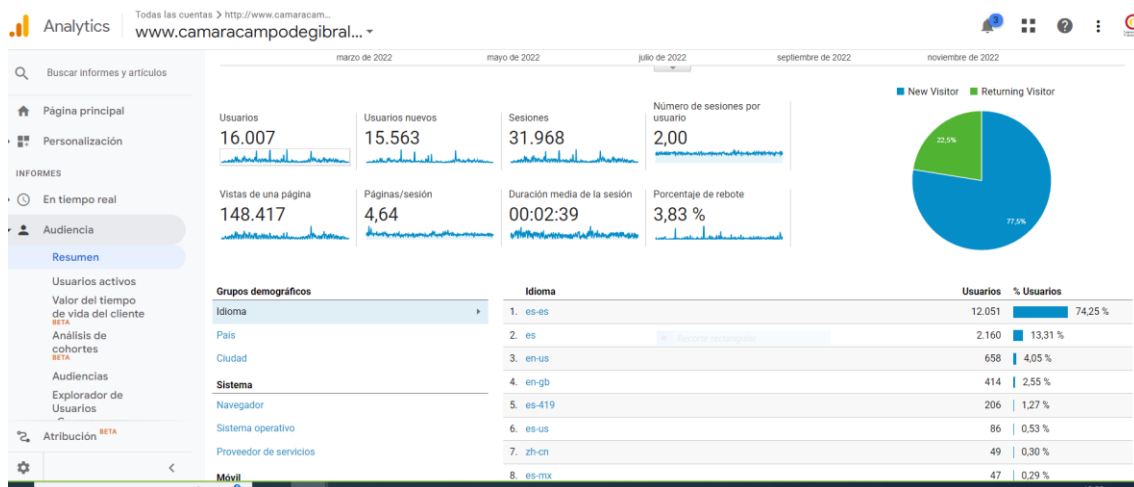 Todas las cuentas > http://www.camaracam...
Analytics
www.camaracampodegibral...
3
Buscar informes y artículos
Página principal
Personalización
INFORMES
En tiempo real
Audiencia
Resumen
Usuarios activos
Valor del tiempo
de vida del cliente
BETA
Análisis de
cohortes
BETA
Audiencias
Explorador de
Usuarios
Atribución BETA
marzo de 2022
mayo de 2022
julio de 2022
septiembre de 2022
noviembre de 2022
New Visitor
Returning Visitor
Usuarios
16.007
Usuarios nuevos
15.563
Sesiones
31.968
Número de sesiones por
usuario
2,00
Vistas de una página
148.417
Páginas/sesión
4,64
Duración media de la sesión
00:02:39
Porcentaje de rebote
3,83 %
22,5%
77,5%
Grupos demográficos
Idioma
País
Ciudad
Sistema
Navegador
Sistema operativo
Proveedor de servicios
Móvil
Idioma Usuarios % Usuarios
1. es-es 12.051 74,25 %
2. es 2.160 13,31 %
Recorte rectangular
3. en-us 658 4,05 %
4. en-gb 414 2,55 %
5. es-419 206 1,27 %
6. es-us 86 0,53 %
7. zh-cn 49 0,30 %
8. es-mx 47 0,29 %